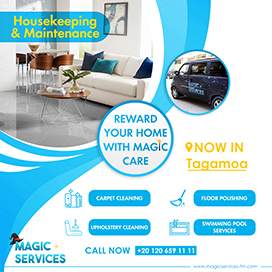 Housekeeping
& Maintenance
REWARD
YOUR HOME
WITH MAGIC
CARE
NOW IN
Tagamoa
CARPET CLEANING
FLOOR POLISHING
UPHOLSTERY CLEANING
SWIMMING POOL
SERVICES
MAGIC
SERVICES
CALL NOW +20 120 659 11 11
www.magicservices-fm.com